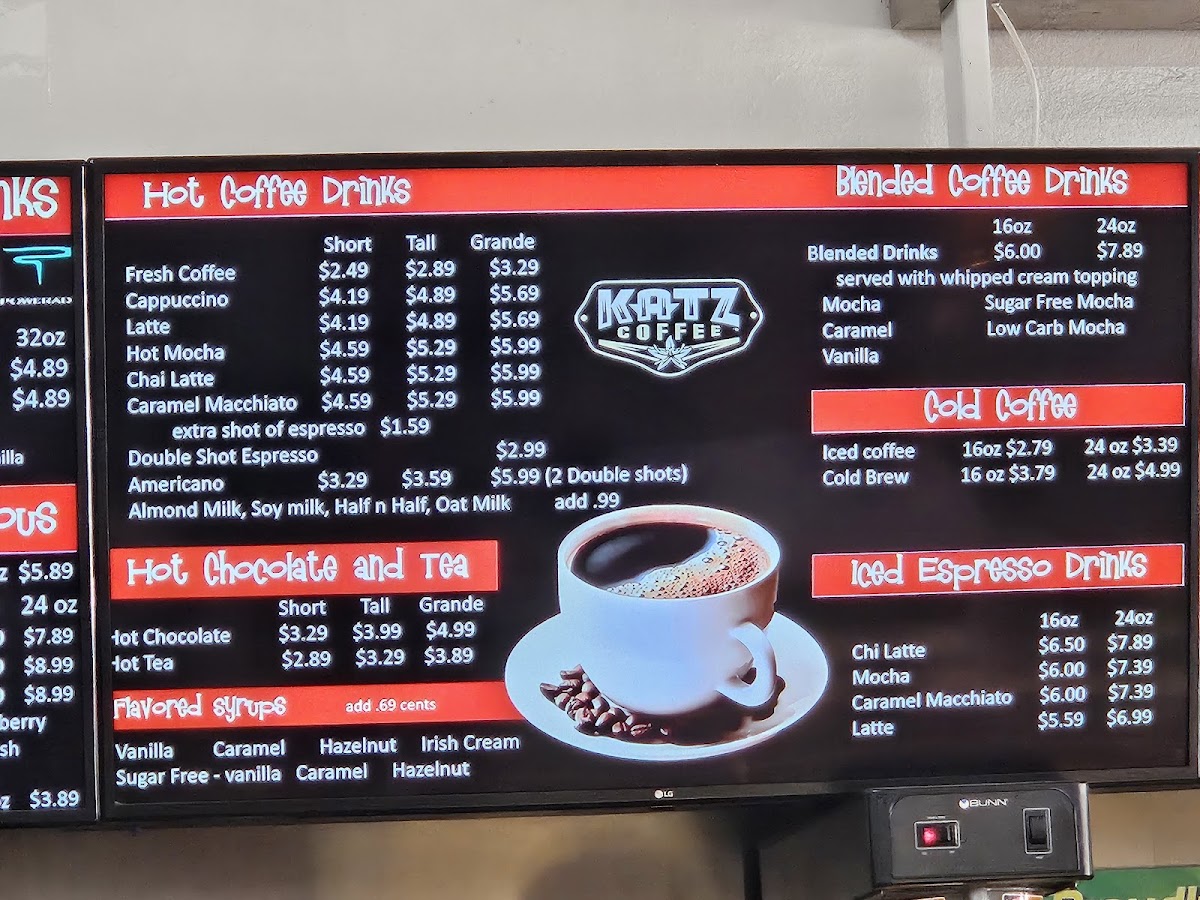 nks
POWERAD
32oz
$4.89
$4.89
illa
ous
z $5.89
24 oz
$7.89
$8.99
$8.99
berry
sh
z $3.89
Hot Coffee Drinks
Short Tall Grande
Fresh Coffee $2.49 $2.89 $3.29
Cappuccino $4.19 $4.89 $5.69
Latte $4.19 $4.89 $5.69
Hot Mocha $4.59 $5.29 $5.99
Chai Latte $4.59 $5.29 $5.99
Caramel Macchiato $4.59 $5.29 $5.99
extra shot of espresso $1.59
Double Shot Espresso $2.99
Americano $3.29 $3.59 $5.99 (2 Double shots)
Almond Milk, Soy milk, Half n Half, Oat Milk add .99
Hot Chocolate and Tea
Short Tall Grande
Hot Chocolate $3.29 $3.99 $4.99
Hot Tea $2.89 $3.29 $3.89
Flavored syrups add .69 cents
Vanilla Caramel Hazelnut Irish Cream
Sugar Free - vanilla Caramel Hazelnut
KATZ
COFFEE
Blended Coffee Drinks
16oz 24oz
Blended Drinks $6.00 $7.89
served with whipped cream topping
Mocha Sugar Free Mocha
Caramel Low Carb Mocha
Vanilla
Cold Coffee
Iced coffee 16oz $2.79 24 oz $3.39
Cold Brew 16 oz $3.79 24 oz $4.99
Iced Espresso Drinks
16oz 24oz
Chi Latte $6.50 $7.89
Mocha $6.00 $7.39
Caramel Macchiato $6.00 $7.39
Latte $5.59 $6.99
LG
BUNN